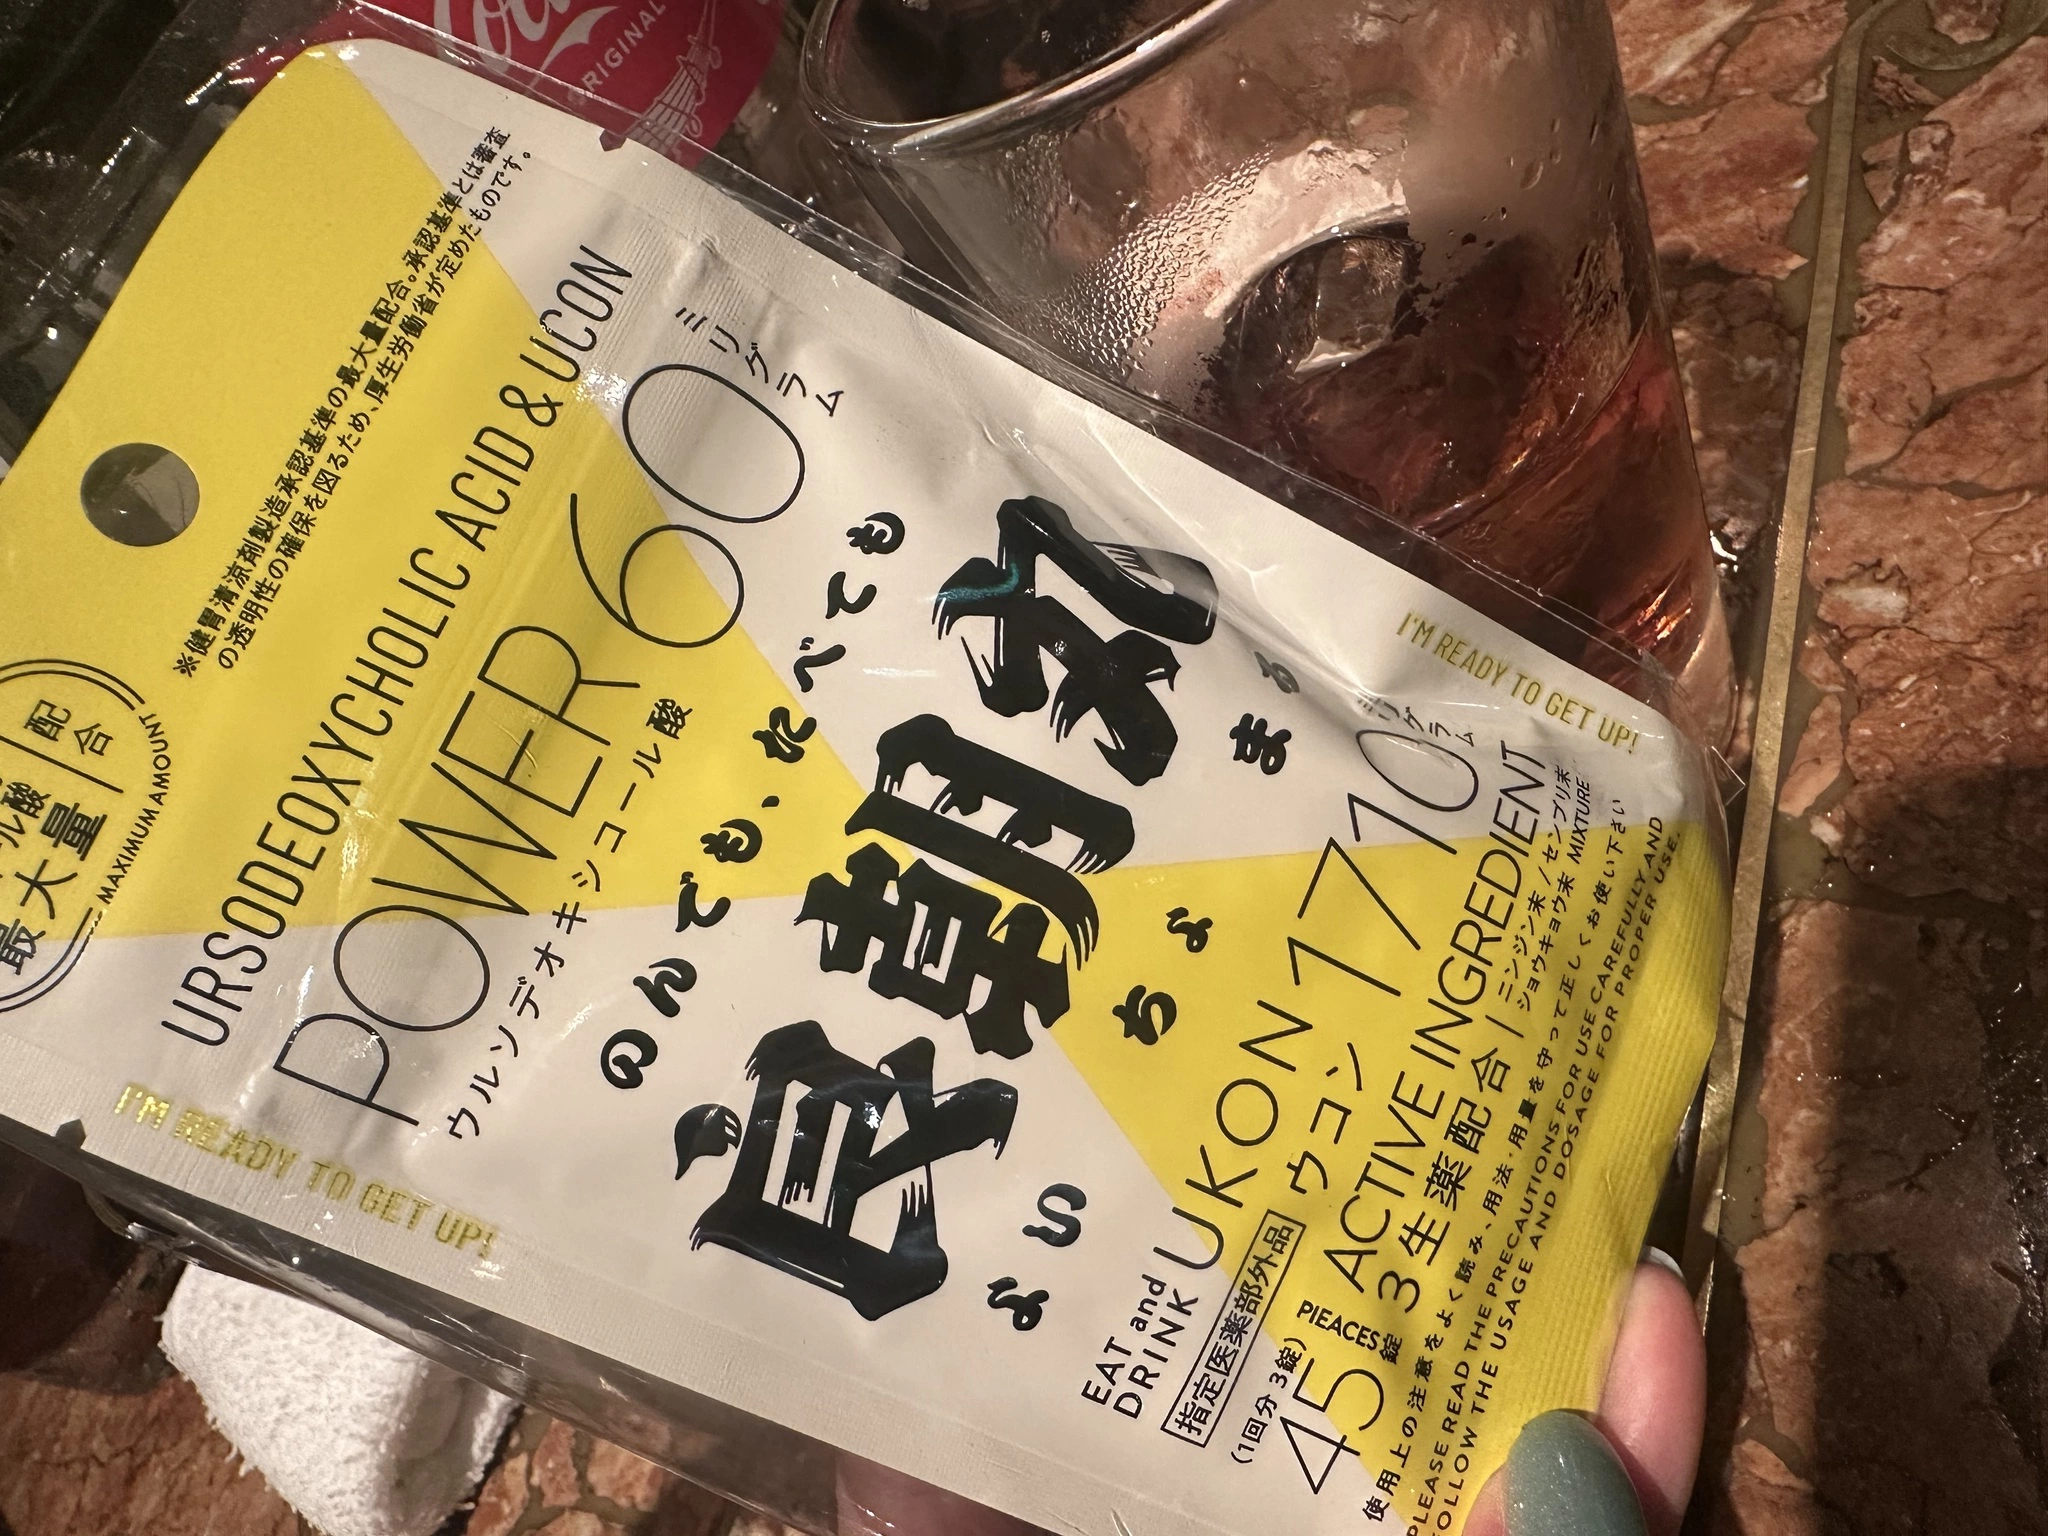 ORIGINAL
※健胃清涼剤製造承認基準の最大量配合。承認基準とは審査
の透明性の確保を図るため、厚生労働省が定めたものです。
配合
最大量
MAXIMUM AMOUNT
URSODEOXYCHOLIC ACID & UCON
POWER 60
ミリグラム
ウルソデオキシコール酸
のんでも、たべても
良朝丸
よいちょうまる
EAT and
DRINK
UKON 1710
ミリグラム
ウコン
指定医薬部外品
ACTIVE INGREDIENT
3生薬配合
ニンジン末/センブリ末
ショウキョウ末 MIXTURE
(1回分 3錠)
45 PIEACES
錠
使用上の注意をよく読み、用法・用量を守って正しくお使い下さい
PLEASE READ THE PRECAUTIONS FOR USE CAREFULLY AND
FOLLOW THE USAGE AND DOSAGE FOR PROPER USE.
I'M READY TO GET UP!
I'M READY TO GET UP!